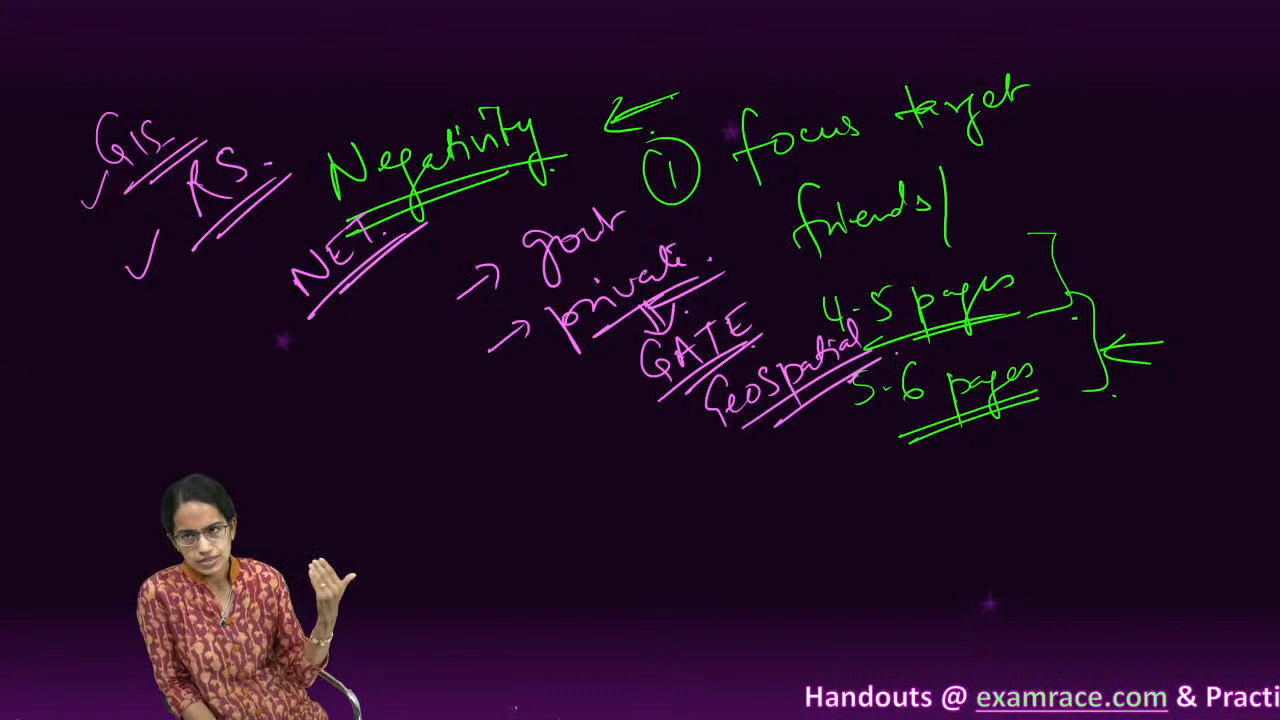 GIS
RS.
NET.
Negativity
① focus target
friends/
→ govt
→ private.
GATE
GeoSpatial
4-5 pages
5-6 pages
Handouts @ examrace.com & Practi